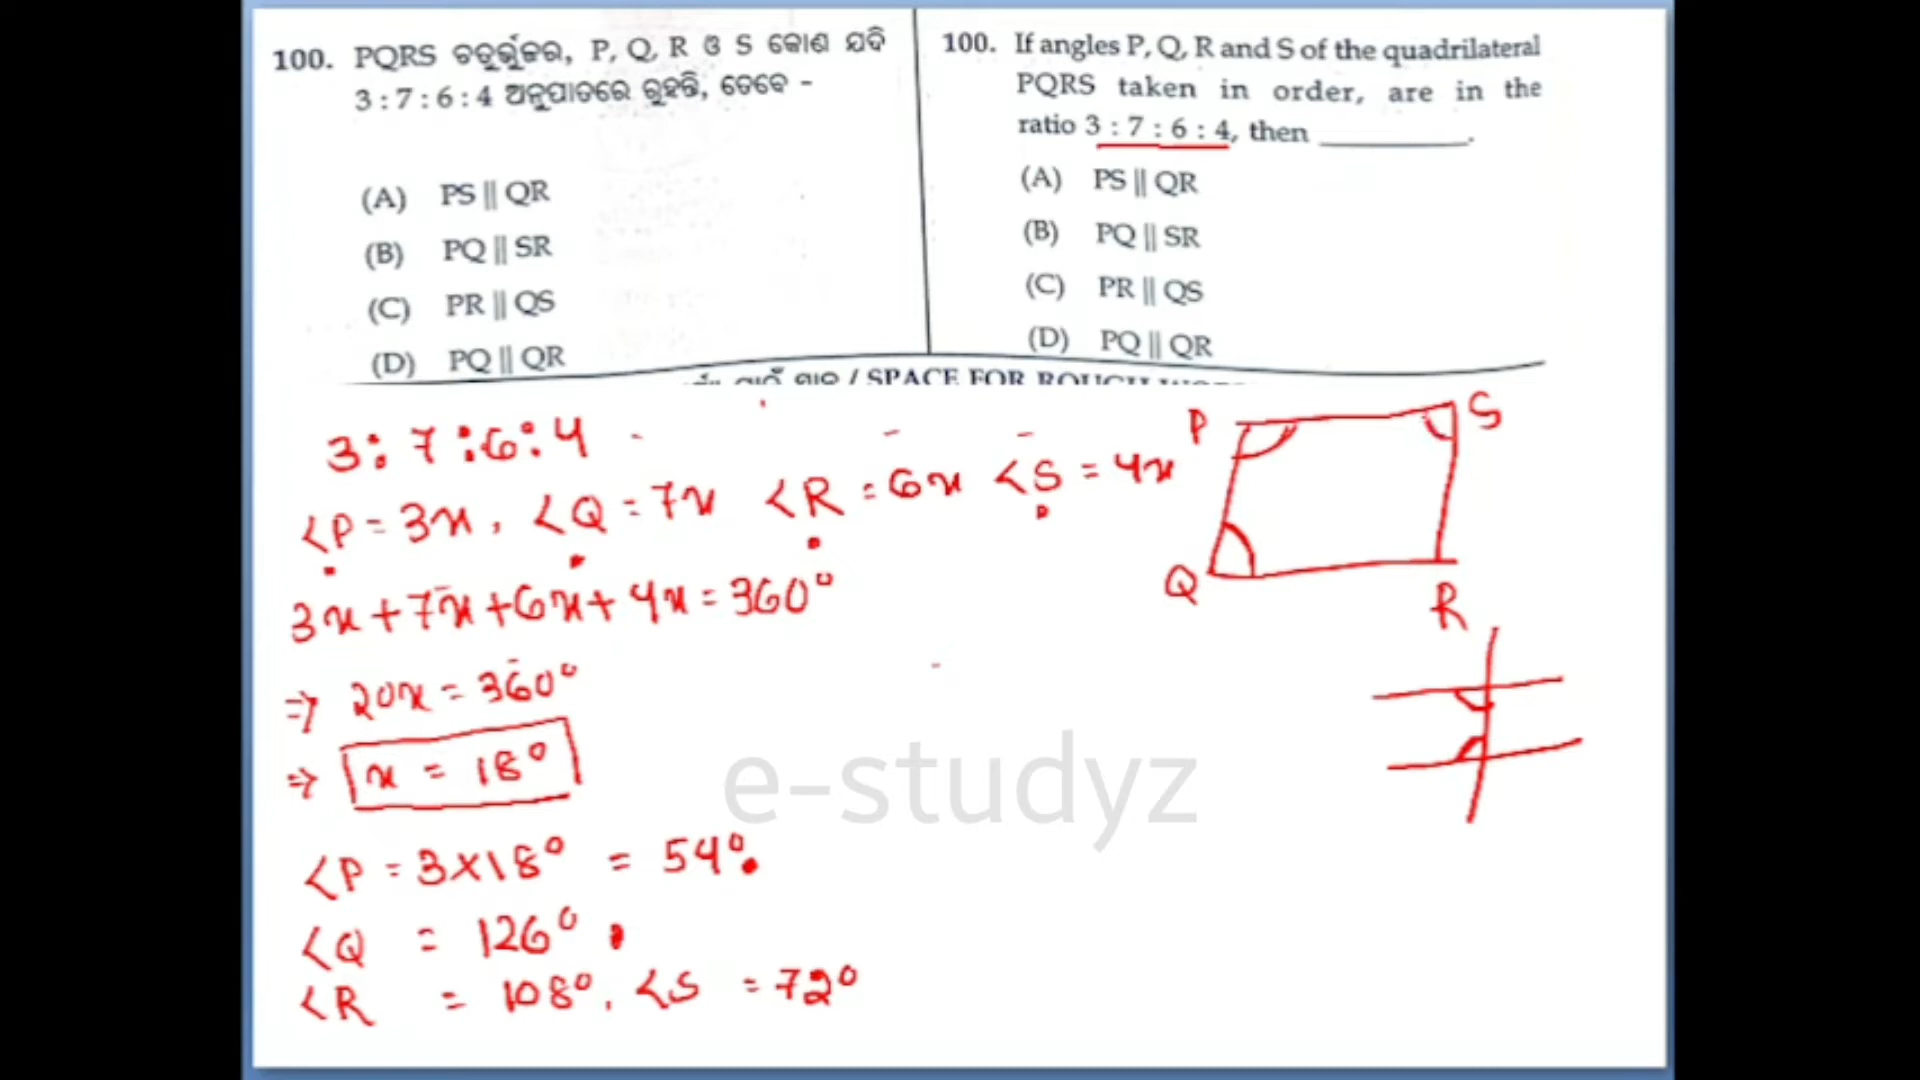 100. PQRS ଚତୁର୍ଭୁଜର, P, Q, R ଓ S କୋଣ ଯଦି
3 : 7 : 6 : 4 ଅନୁପାତରେ ରୁହନ୍ତି, ତେବେ -
(A) PS || QR
(B) PQ || SR
(C) PR || QS
(D) PQ || QR
100. If angles P, Q, R and S of the quadrilateral
PQRS taken in order, are in the
ratio 3 : 7 : 6 : 4, then ________.
(A) PS || QR
(B) PQ || SR
(C) PR || QS
(D) PQ || QR
/ SPACE FOR ROUGH
3 : 7 : 6 : 4
<P = 3x, <Q = 7x <R = 6x <S = 4x
3x + 7x + 6x + 4x = 360°
⇒ 20x = 360°
⇒ x = 18°
<P = 3×18° = 54°
<Q = 126°
<R = 108°, <S = 72°
P S
Q R
e-studyz